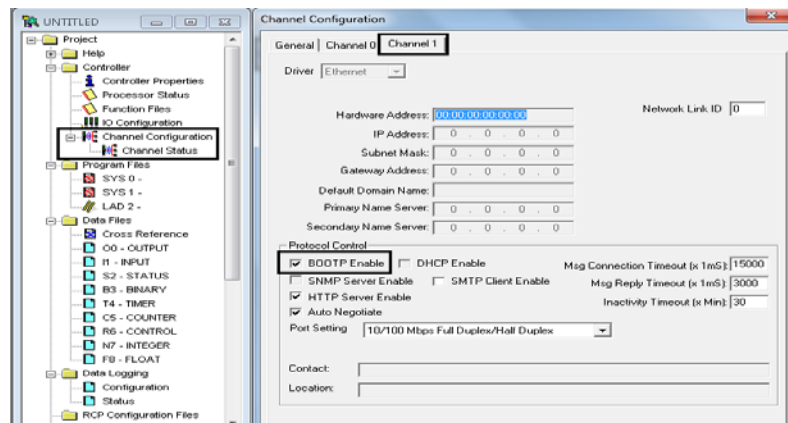 UNTITLED
Project
Help
Controller
Controller Properties
Processor Status
Function Files
IO Configuration
Channel Configuration
Channel Status
Program Files
SYS 0 -
SYS 1 -
LAD 2 -
Data Files
Cross Reference
O0 - OUTPUT
I1 - INPUT
S2 - STATUS
B3 - BINARY
T4 - TIMER
C5 - COUNTER
R6 - CONTROL
N7 - INTEGER
F8 - FLOAT
Data Logging
Configuration
Status
RCP Configuration Files
Channel Configuration
General Channel 0 Channel 1
Driver Ethernet
Hardware Address: 00:00:00:00:00:00 Network Link ID 0
IP Address: 0 . 0 . 0 . 0
Subnet Mask: 0 . 0 . 0 . 0
Gateway Address: 0 . 0 . 0 . 0
Default Domain Name:
Primary Name Server: 0 . 0 . 0 . 0
Secondary Name Server: 0 . 0 . 0 . 0
Protocol Control
BOOTP Enable DHCP Enable Msg Connection Timeout (x 1mS): 15000
SNMP Server Enable SMTP Client Enable Msg Reply Timeout (x 1mS): 3000
HTTP Server Enable Inactivity Timeout (x Min): 30
Auto Negotiate
Port Setting 10/100 Mbps Full Duplex/Half Duplex
Contact:
Location: